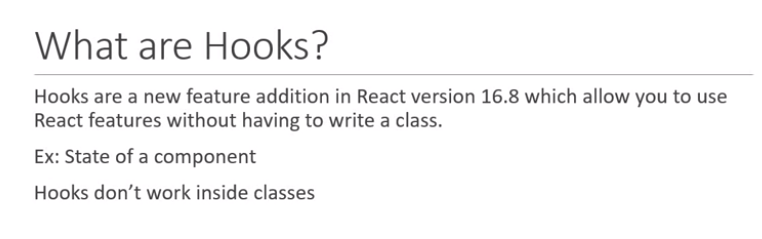 What are Hooks?
Hooks are a new feature addition in React version 16.8 which allow you to use
React features without having to write a class.
Ex: State of a component
Hooks don’t work inside classes